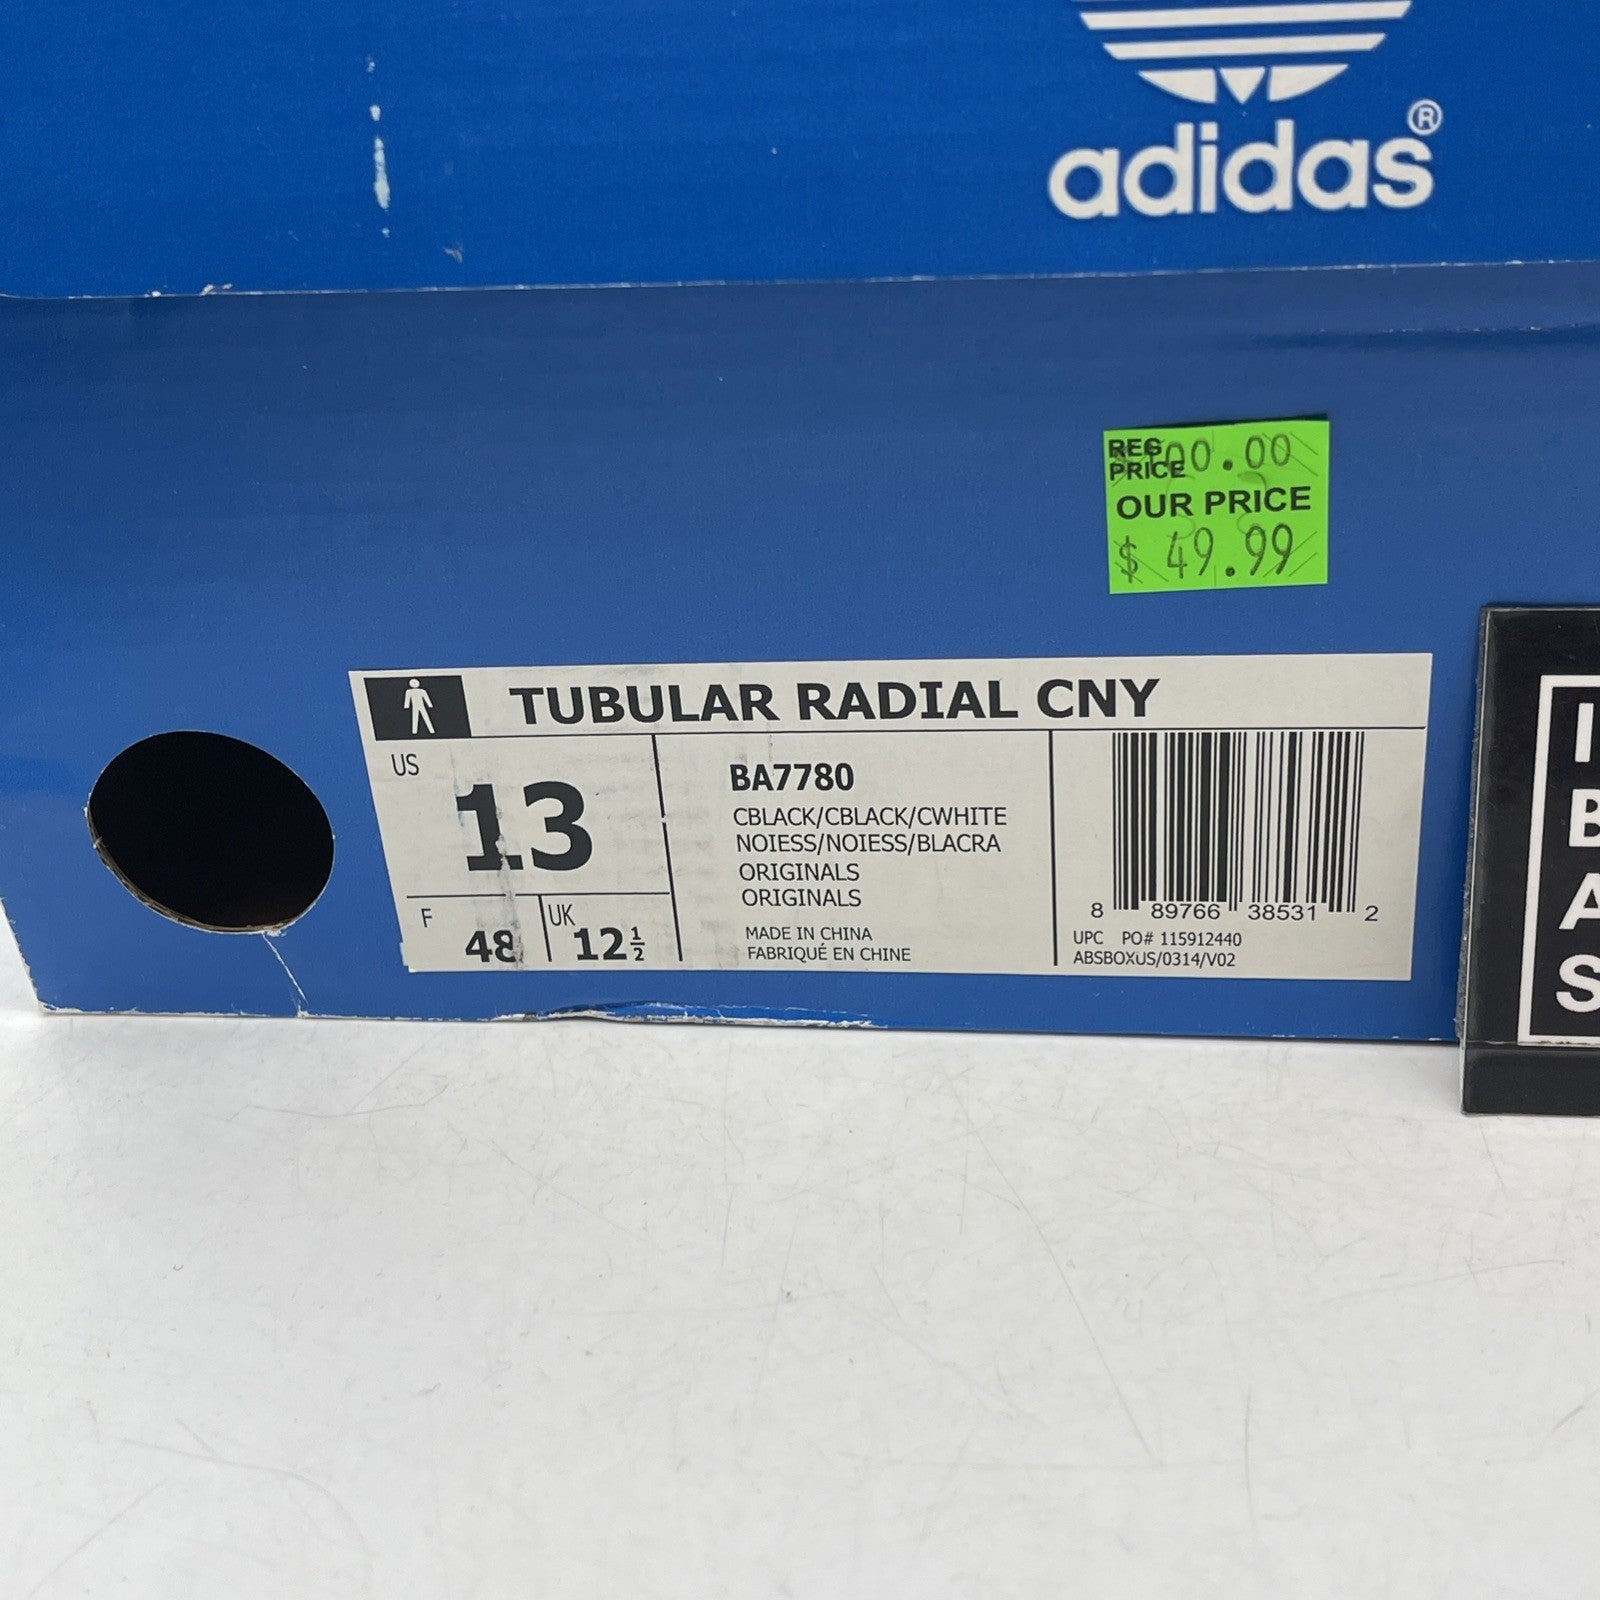 adidas®
REG PRICE $100.00
OUR PRICE
$ 49.99
TUBULAR RADIAL CNY
US
13
F
48
UK
12½
BA7780
CBLACK/CBLACK/CWHITE
NOIESS/NOIESS/BLACRA
ORIGINALS
ORIGINALS
MADE IN CHINA
FABRIQUÉ EN CHINE
8 89766 38531 2
UPC PO# 115912440
ABSBOXUS/0314/V02
I
B
A
S